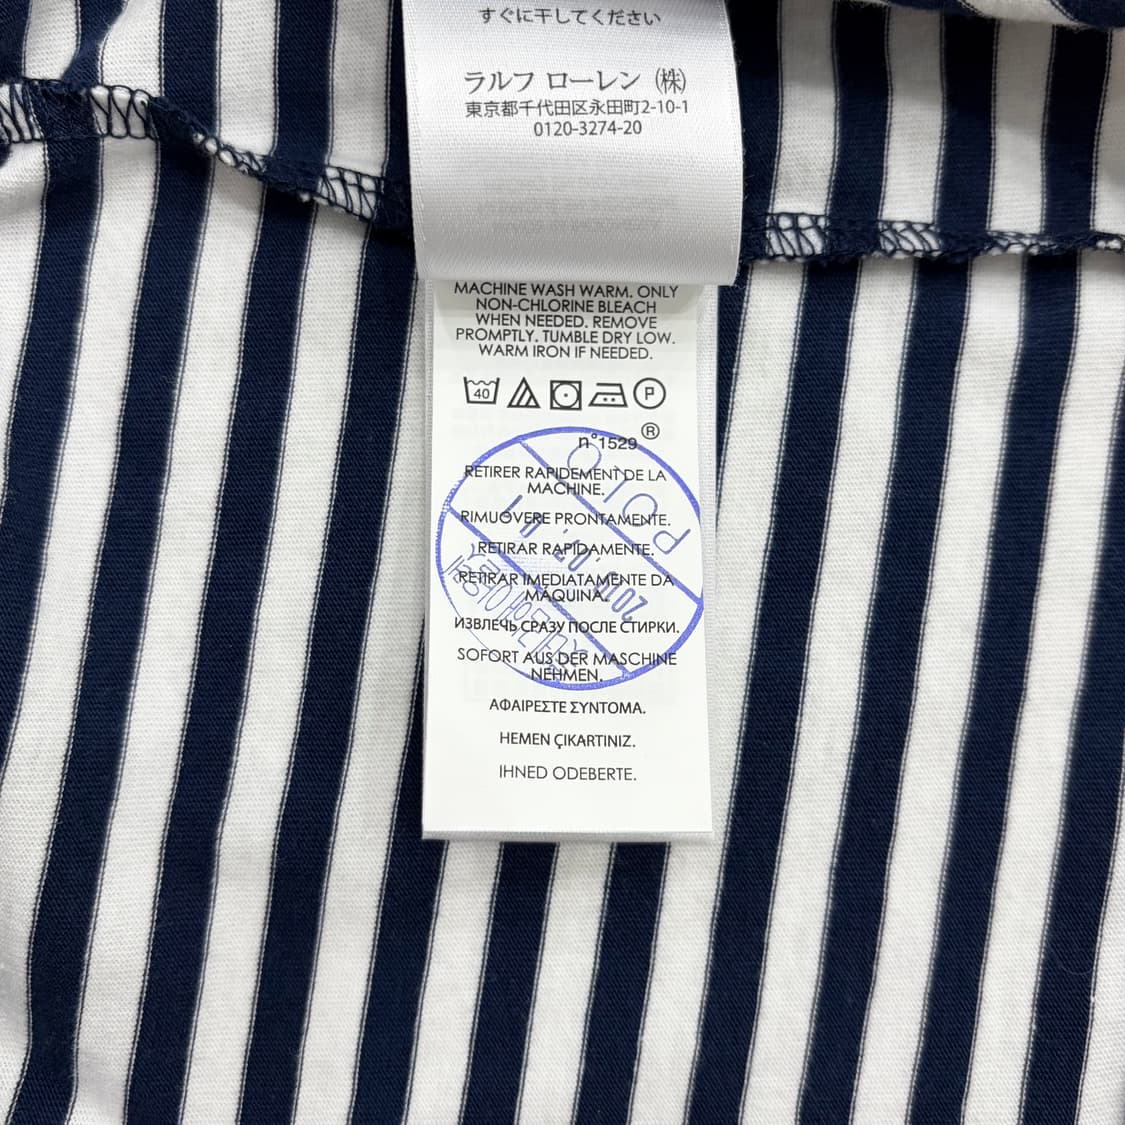 すぐに干してください
ラルフ ローレン (株)
東京都千代田区永田町2-10-1
0120-3274-20
MACHINE WASH WARM. ONLY
NON-CHLORINE BLEACH
WHEN NEEDED. REMOVE
PROMPTLY. TUMBLE DRY LOW.
WARM IRON IF NEEDED.
40
P
n°1529 ®
RETIRER RAPIDEMENT DE LA
MACHINE.
RIMUOVERE PRONTAMENTE.
RETIRAR RAPIDAMENTE.
RETIRAR IMEDIATAMENTE DA
MÁQUINA.
ИЗВЛЕЧЬ СРАЗУ ПОСЛЕ СТИРКИ.
SOFORT AUS DER MASCHINE
NEHMEN.
ΑΦΑΙΡΕΣΤΕ ΣΥΝΤΟΜΑ.
HEMEN ÇIKARTINIZ.
IHNED ODEBERTE.
POLO